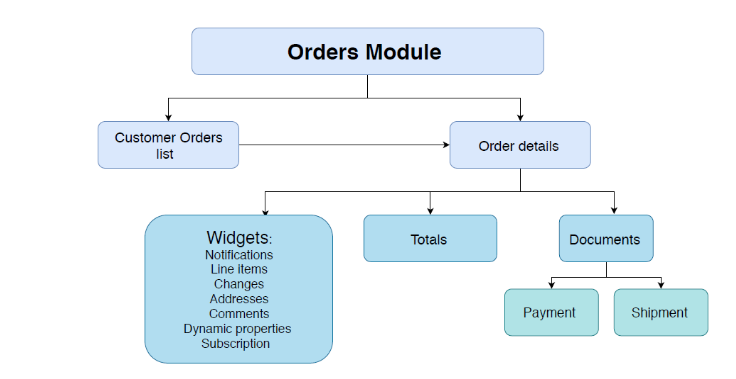 Orders Module
Customer Orders
list
Order details
Widgets:
Notifications
Line items
Changes
Addresses
Comments
Dynamic properties
Subscription
Totals
Documents
Payment
Shipment